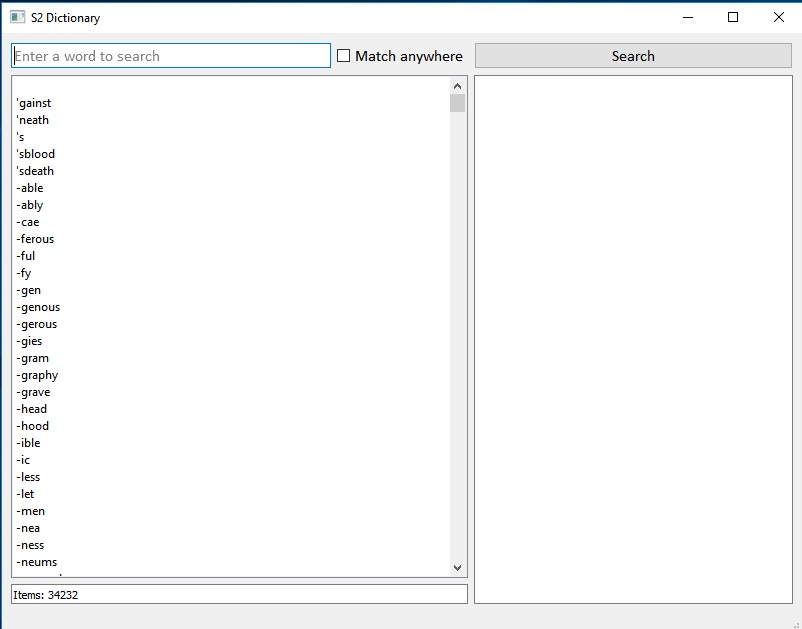 S2 Dictionary
Enter a word to search
Match anywhere
Search
'gainst
'neath
's
'sblood
'sdeath
-able
-ably
-cae
-ferous
-ful
-fy
-gen
-genous
-gerous
-gies
-gram
-graphy
-grave
-head
-hood
-ible
-ic
-less
-let
-men
-nea
-ness
-neums
Items: 34232